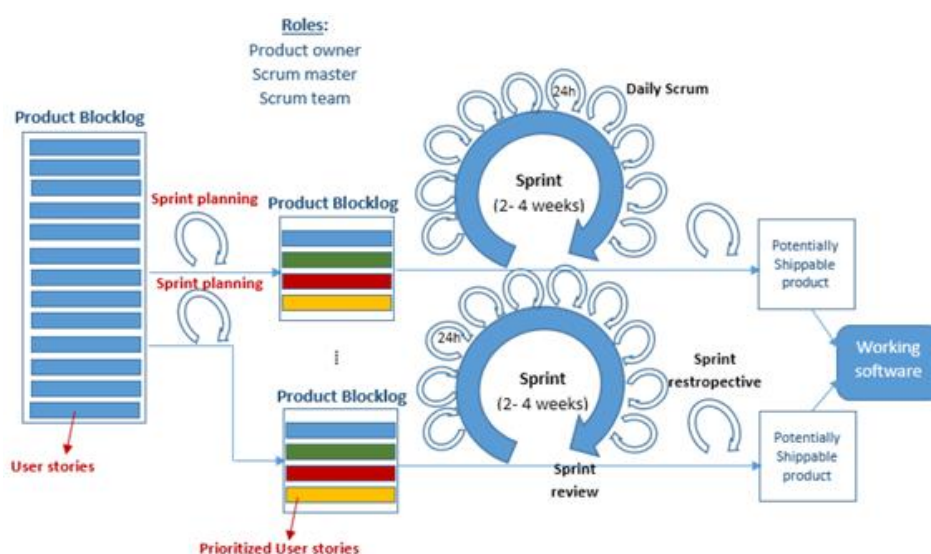 Roles:
Product owner
Scrum master
Scrum team
Product Blocklog
Sprint planning
Sprint planning
User stories
Product Blocklog
Product Blocklog
Prioritized User stories
24h
Daily Scrum
Sprint
(2- 4 weeks)
24h
Sprint
(2- 4 weeks)
Sprint
review
Sprint
restropective
Potentially
Shippable
product
Potentially
Shippable
product
Working
software